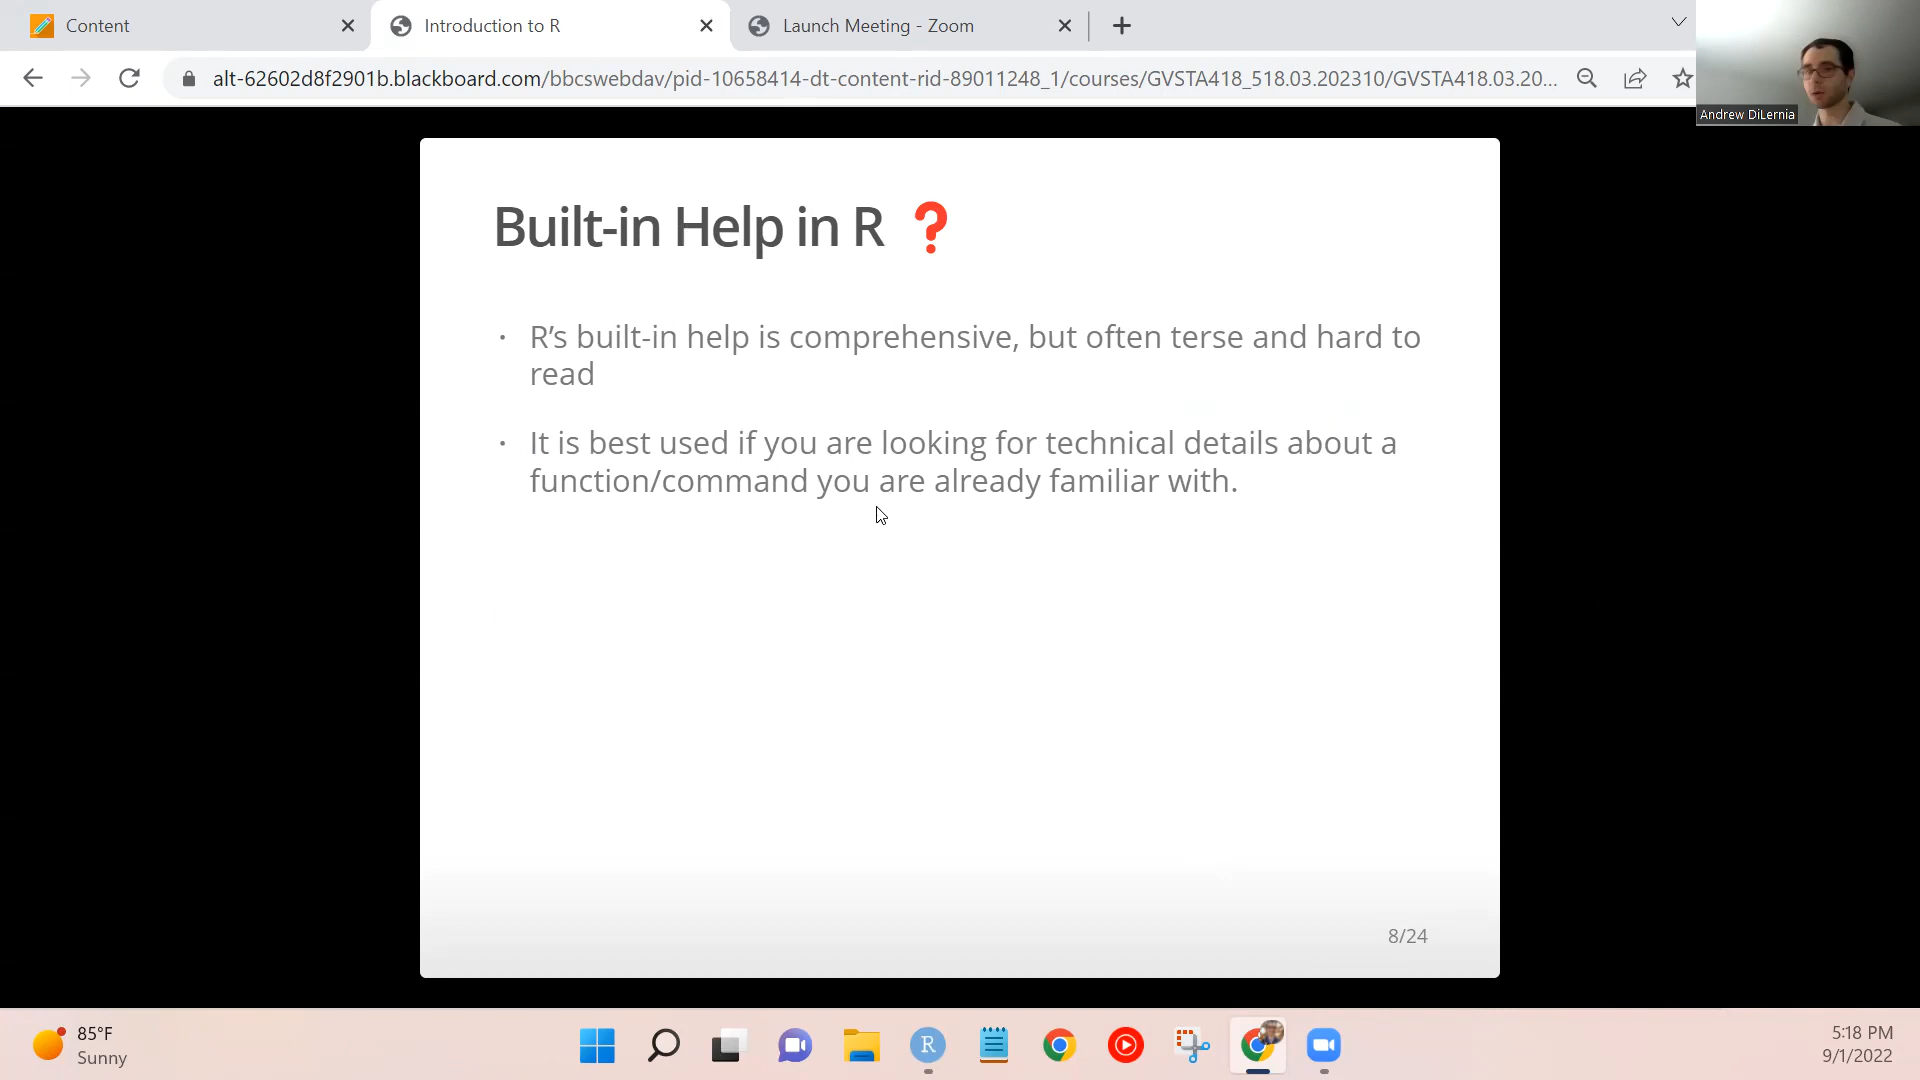 Content
Introduction to R
Launch Meeting - Zoom
alt-62602d8f2901b.blackboard.com/bbcswebdav/pid-10658414-dt-content-rid-89011248_1/courses/GVSTA418_518.03.202310/GVSTA418.03.20...
Andrew DiLernia
Built-in Help in R ❓
· R’s built-in help is comprehensive, but often terse and hard to
read
· It is best used if you are looking for technical details about a
function/command you are already familiar with.
8/24
85°F
Sunny
R
5:18 PM
9/1/2022